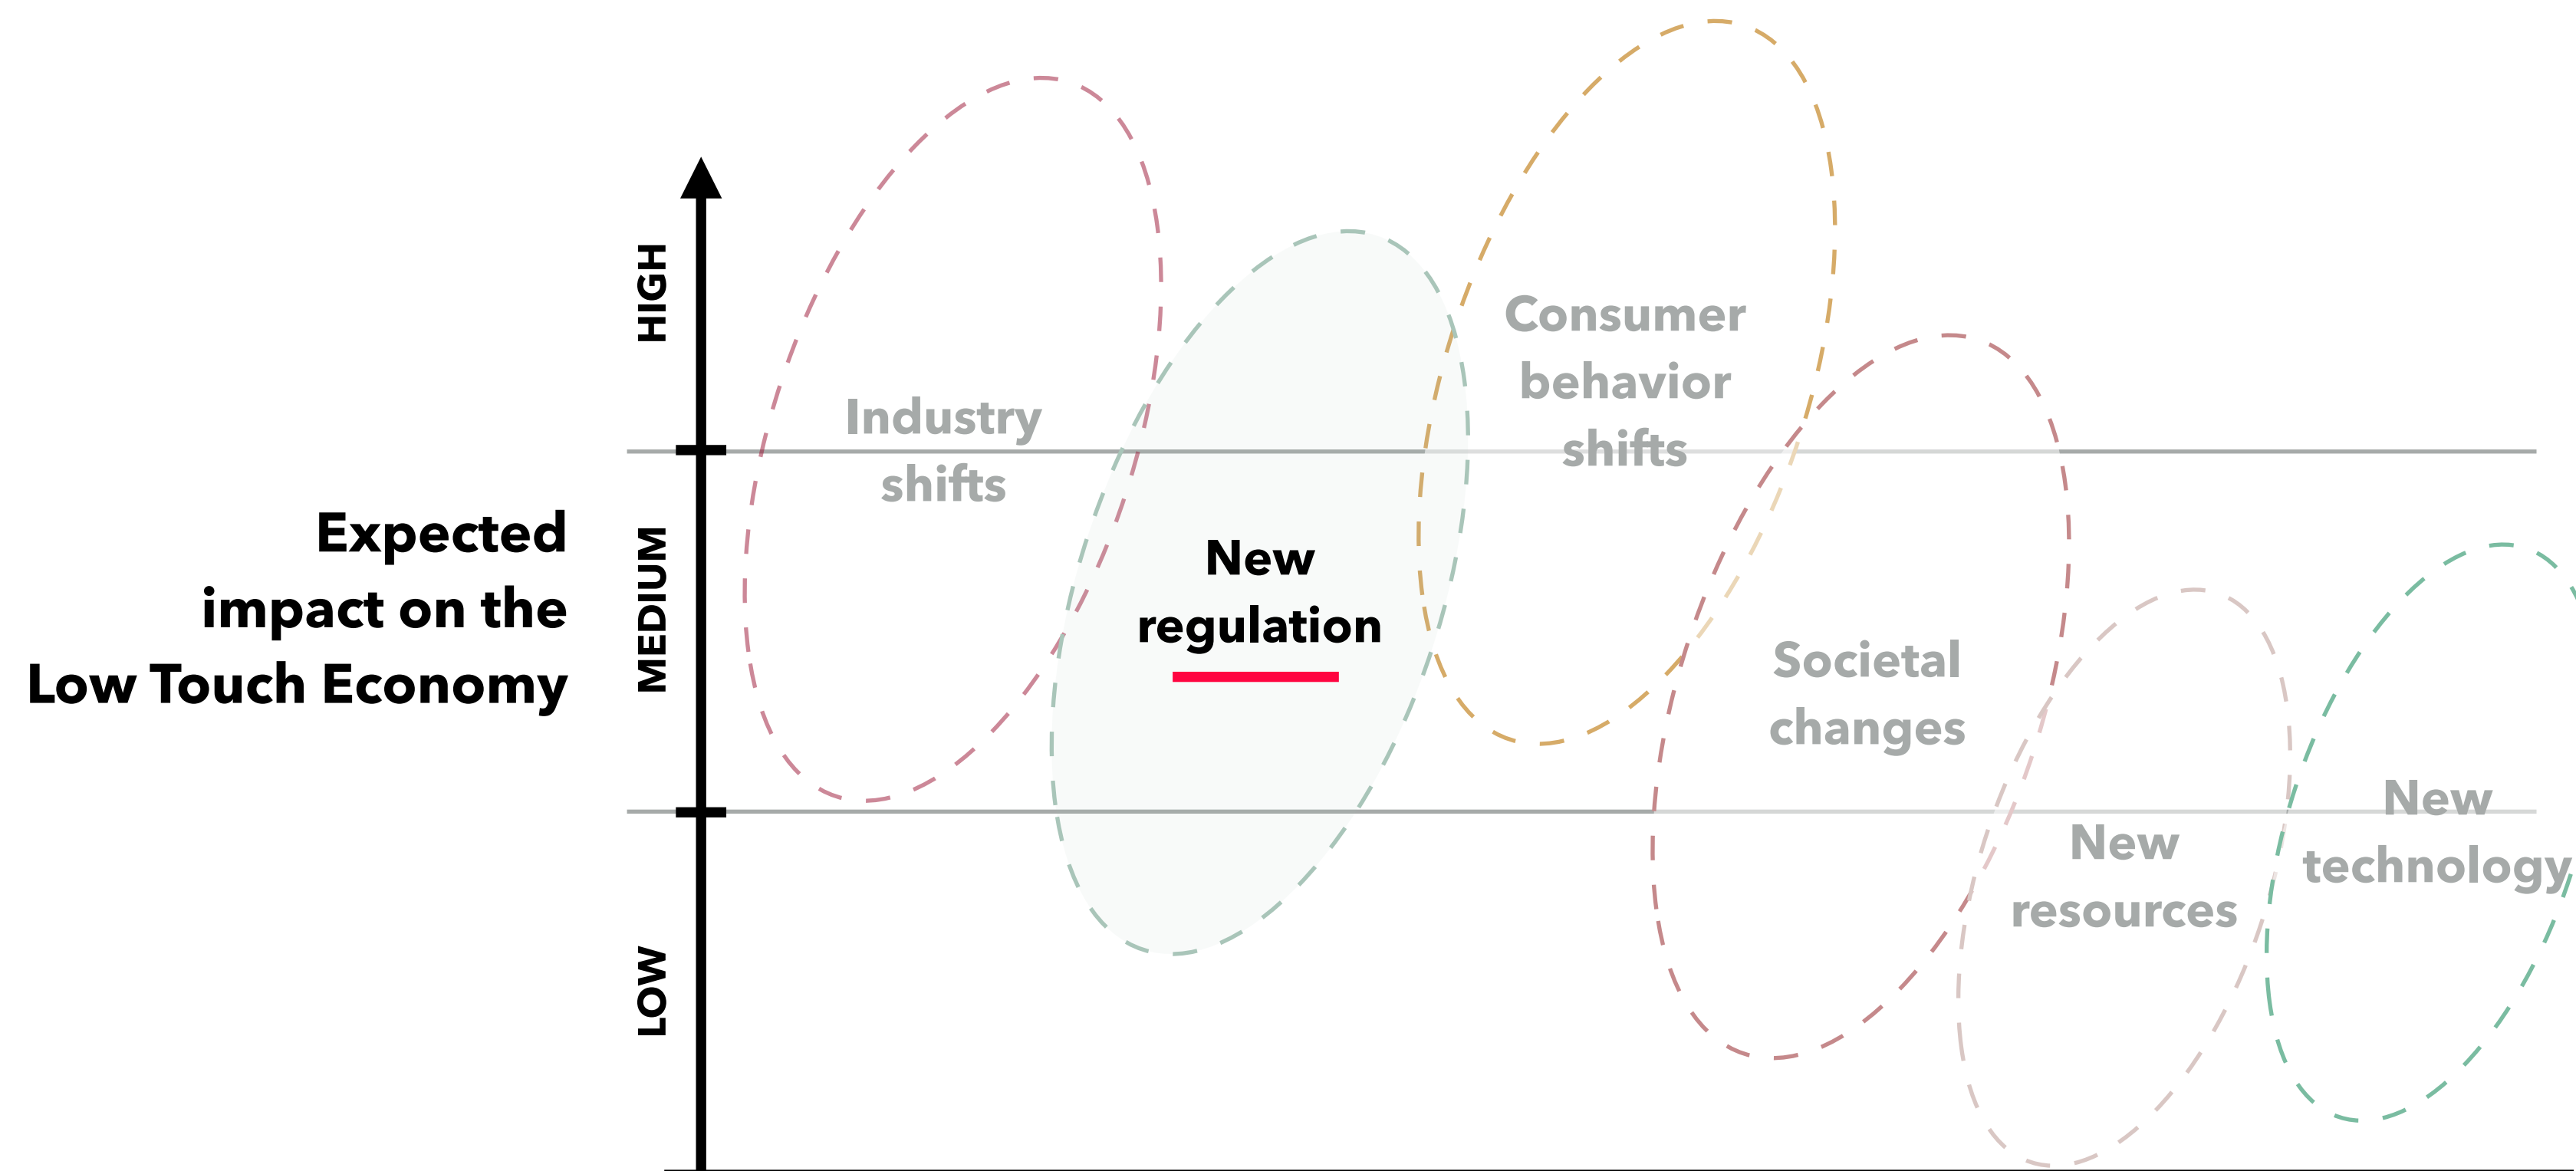 Expected
impact on the
Low Touch Economy
HIGH
MEDIUM
LOW
Industry
shifts
New
regulation
Consumer
behavior
shifts
Societal
changes
New
resources
New
technology